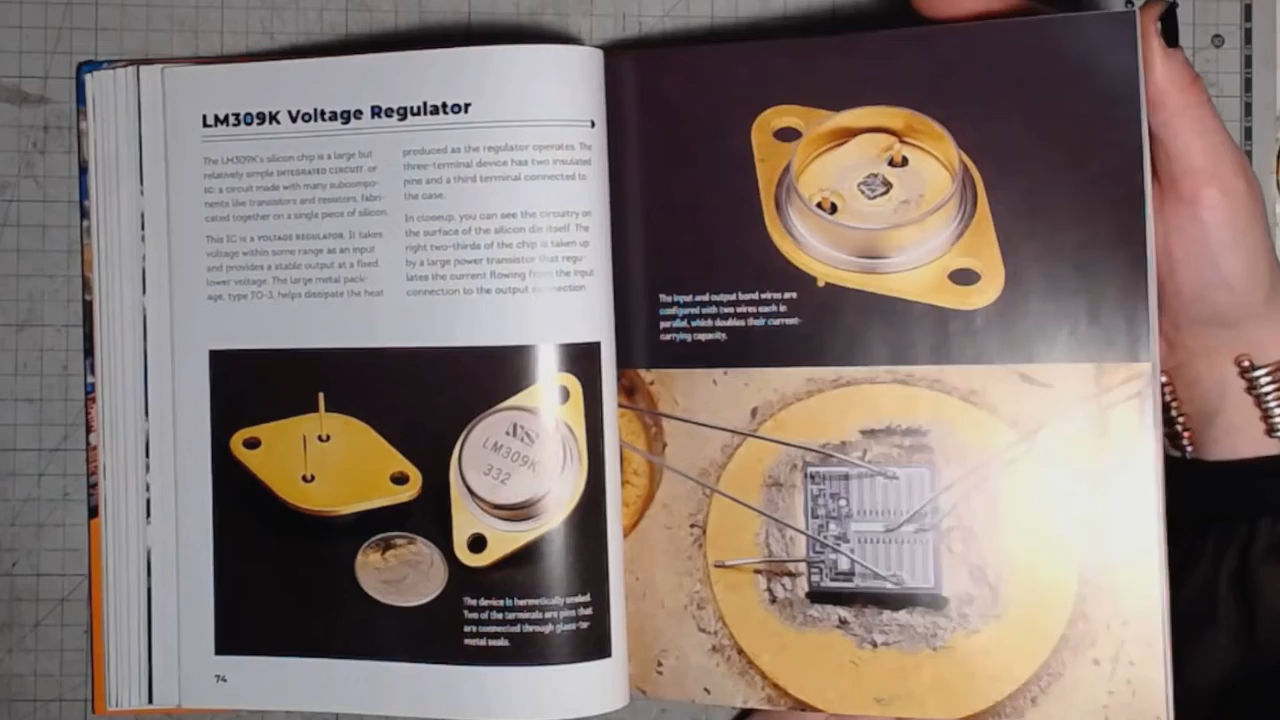 LM309K Voltage Regulator
The LM309K's silicon chip is a large but
relatively simple INTEGRATED CIRCUIT or
IC: a circuit made with many subcompo-
nents like transistors and resistors, fabri-
cated together on a single piece of silicon.
This IC is a VOLTAGE REGULATOR. It takes
voltage within some range as an input
and provides a stable output at a fixed,
lower voltage. The large metal pack-
age, type TO-3, helps dissipate the heat
produced as the regulator operates. The
three-terminal device has two insulated
pins and a third terminal connected to
the case.
In closeup, you can see the circuitry on
the surface of the silicon die itself. The
right two-thirds of the chip is taken up
by a large power transistor that regu-
lates the current flowing from the input
connection to the output connection.
NS
LM309K
332
The device is hermetically sealed.
Two of the terminals are pins that
are connected through glass-to-
metal seals.
74
The input and output bond wires are
configured with two wires each in
parallel, which doubles their current-
carrying capacity.